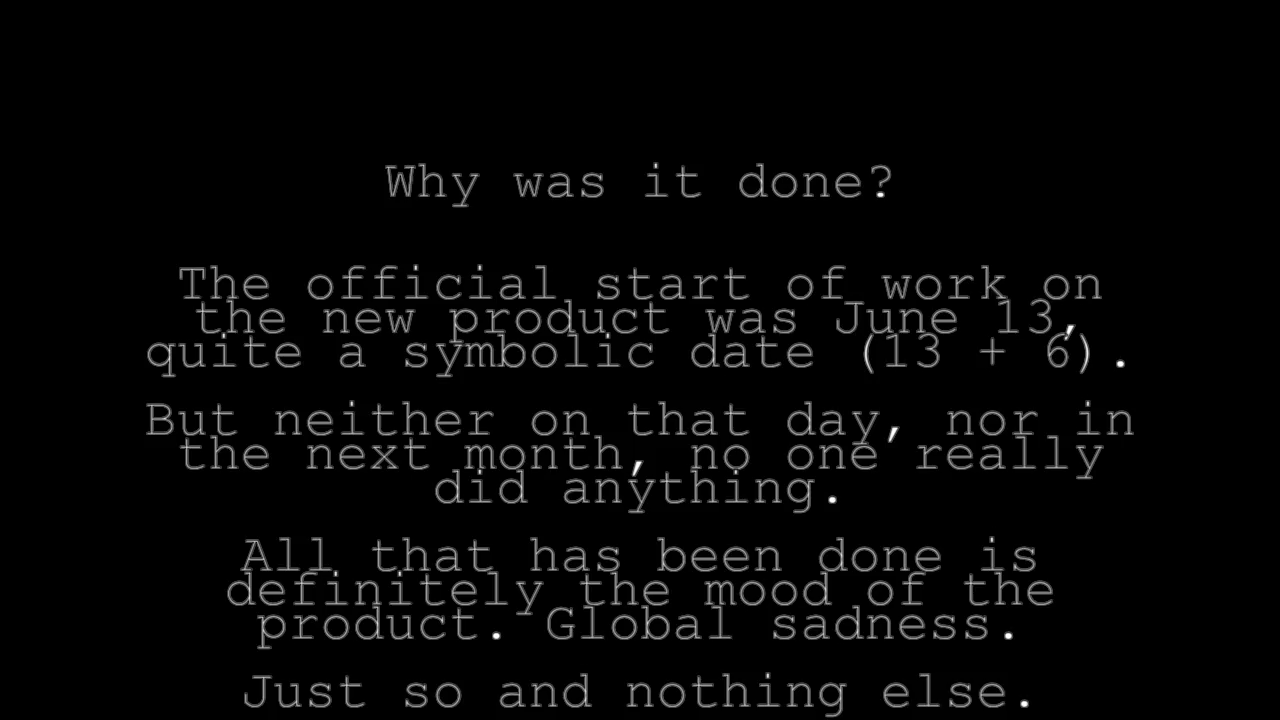 Why was it done?
The official start of work on
the new product was June 13,
quite a symbolic date (13 + 6).
But neither on that day, nor in
the next month, no one really
did anything.
All that has been done is
definitely the mood of the
product. Global sadness.
Just so and nothing else.